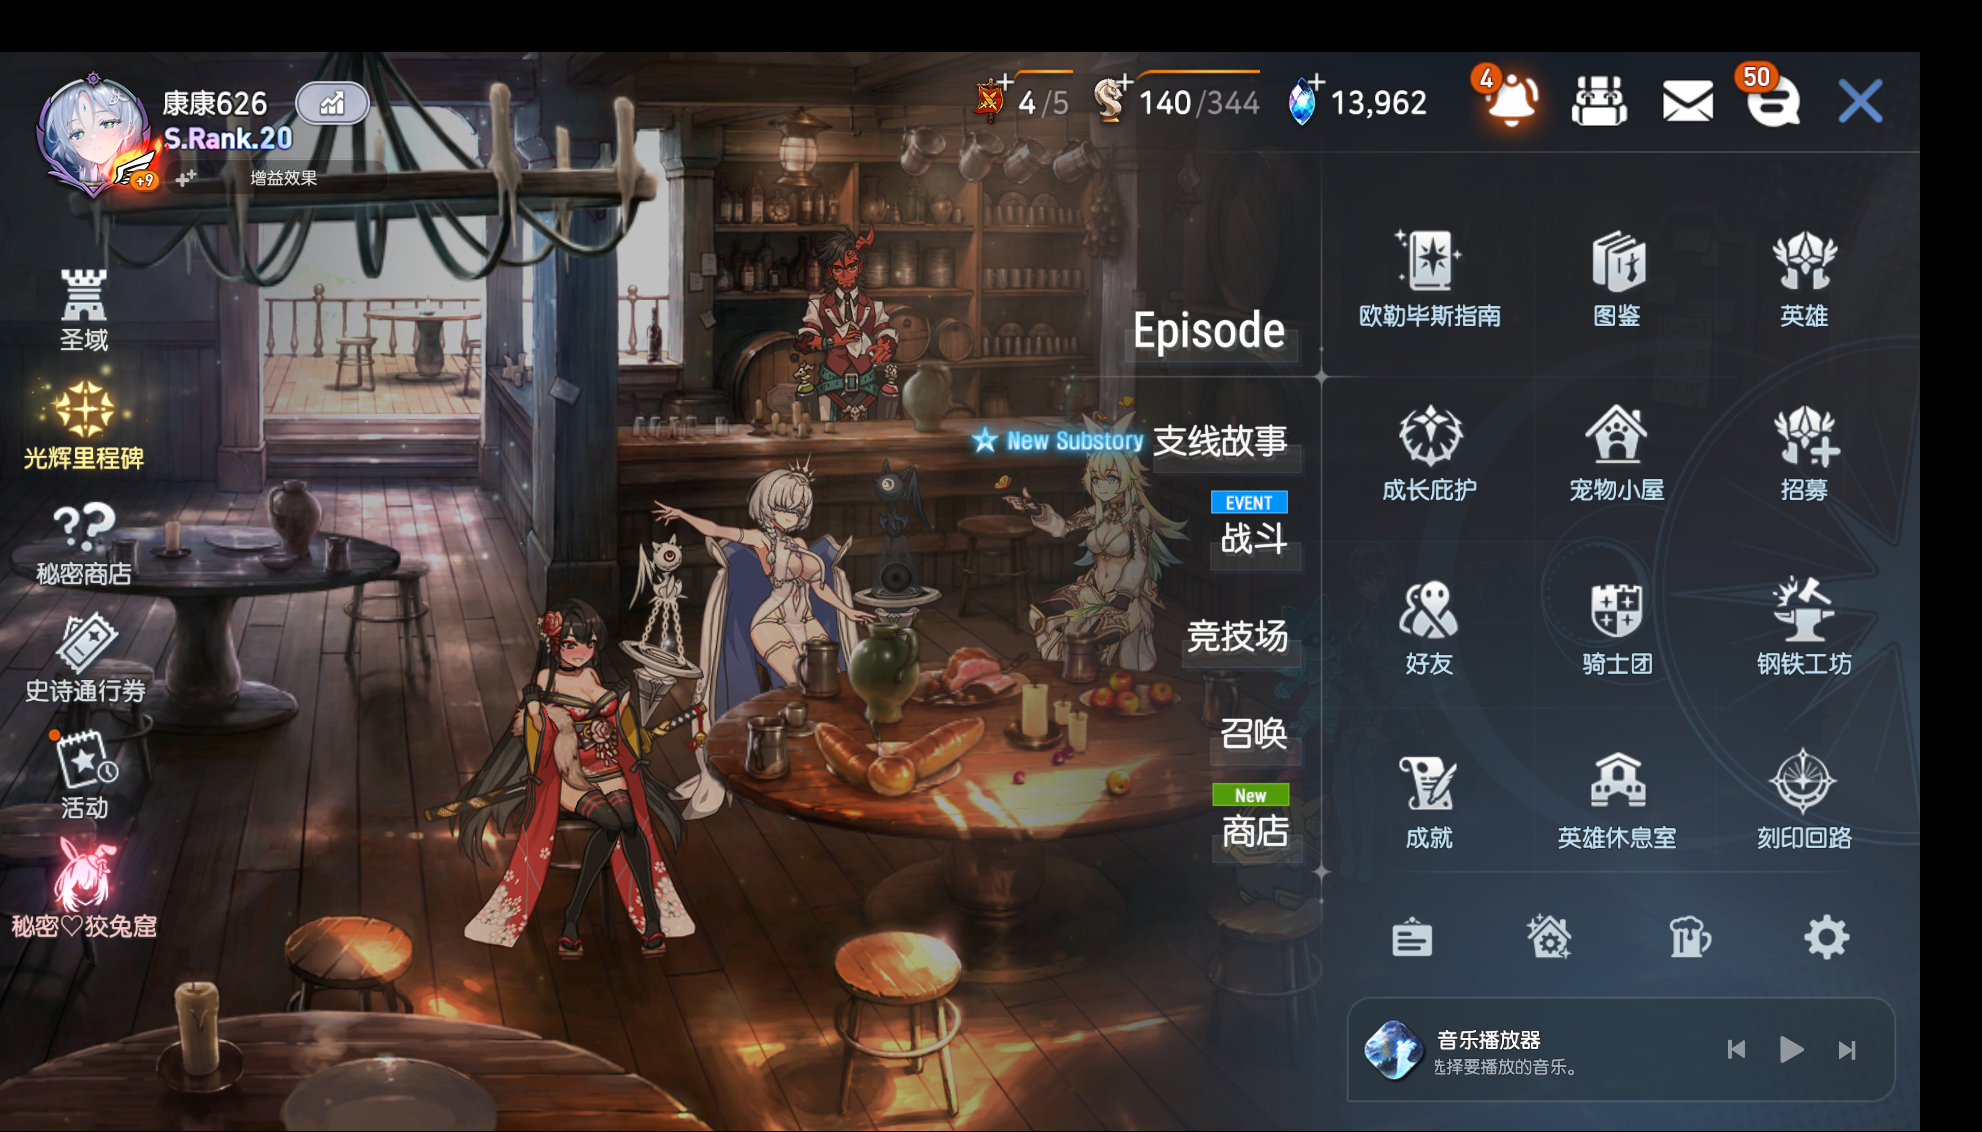 康康626
S.Rank.20
+9
增益效果
4/5
140/344
13,962
4
50
圣域
光辉里程碑
??
秘密商店
史诗通行券
活动
秘密♡狡兔窟
Episode
★ New Substory 支线故事
EVENT
战斗
竞技场
召唤
New
商店
欧勒毕斯指南
图鉴
英雄
成长庇护
宠物小屋
招募
好友
骑士团
钢铁工坊
成就
英雄休息室
刻印回路
音乐播放器
选择要播放的音乐。